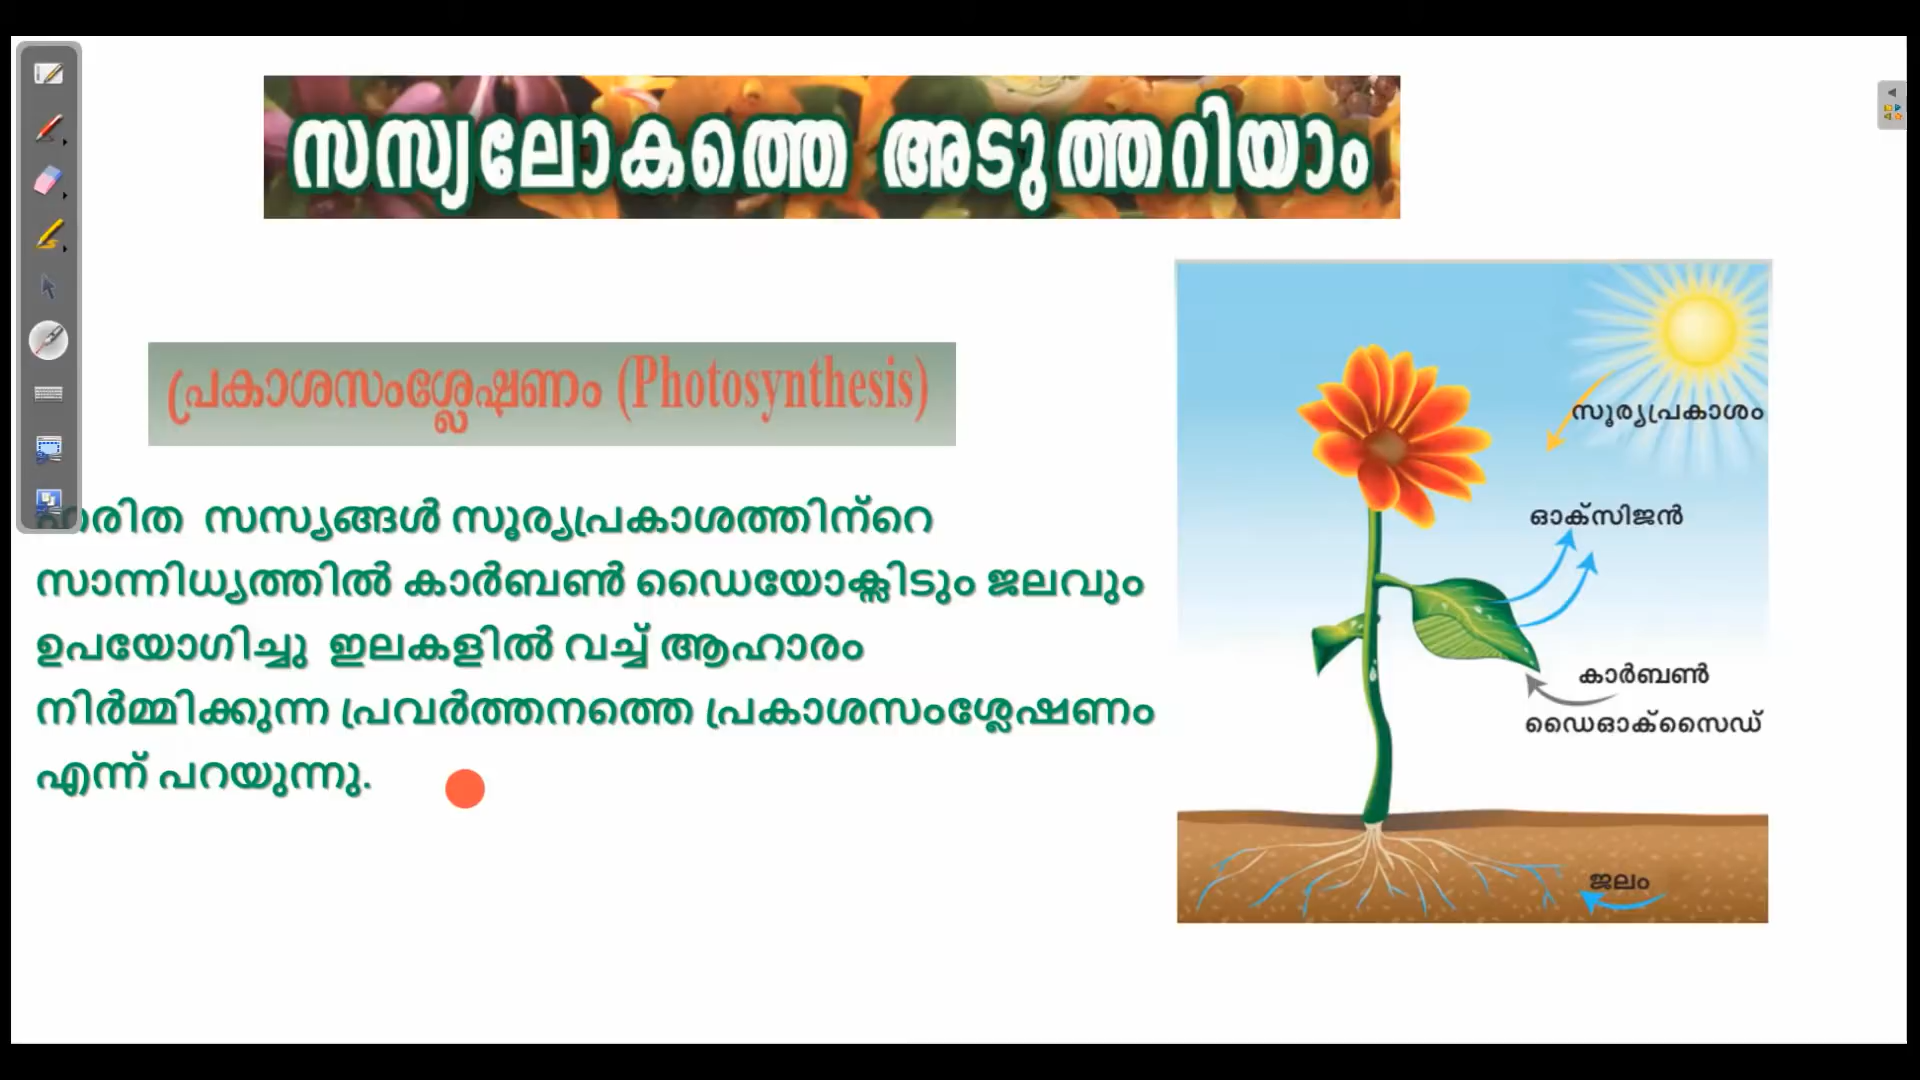 സസ്യലോകത്തെ അടുത്തറിയാം
പ്രകാശസംശ്ലേഷണം (Photosynthesis)
ഹരിത സസ്യങ്ങൾ സൂര്യപ്രകാശത്തിന്റെ
സാന്നിധ്യത്തിൽ കാർബൺ ഡൈയോക്സിടും ജലവും
ഉപയോഗിച്ചു ഇലകളിൽ വച്ച് ആഹാരം
നിർമ്മിക്കുന്ന പ്രവർത്തനത്തെ പ്രകാശസംശ്ലേഷണം
എന്ന് പറയുന്നു.
സൂര്യപ്രകാശം
ഓക്സിജൻ
കാർബൺ
ഡൈഓക്സൈഡ്
ജലം